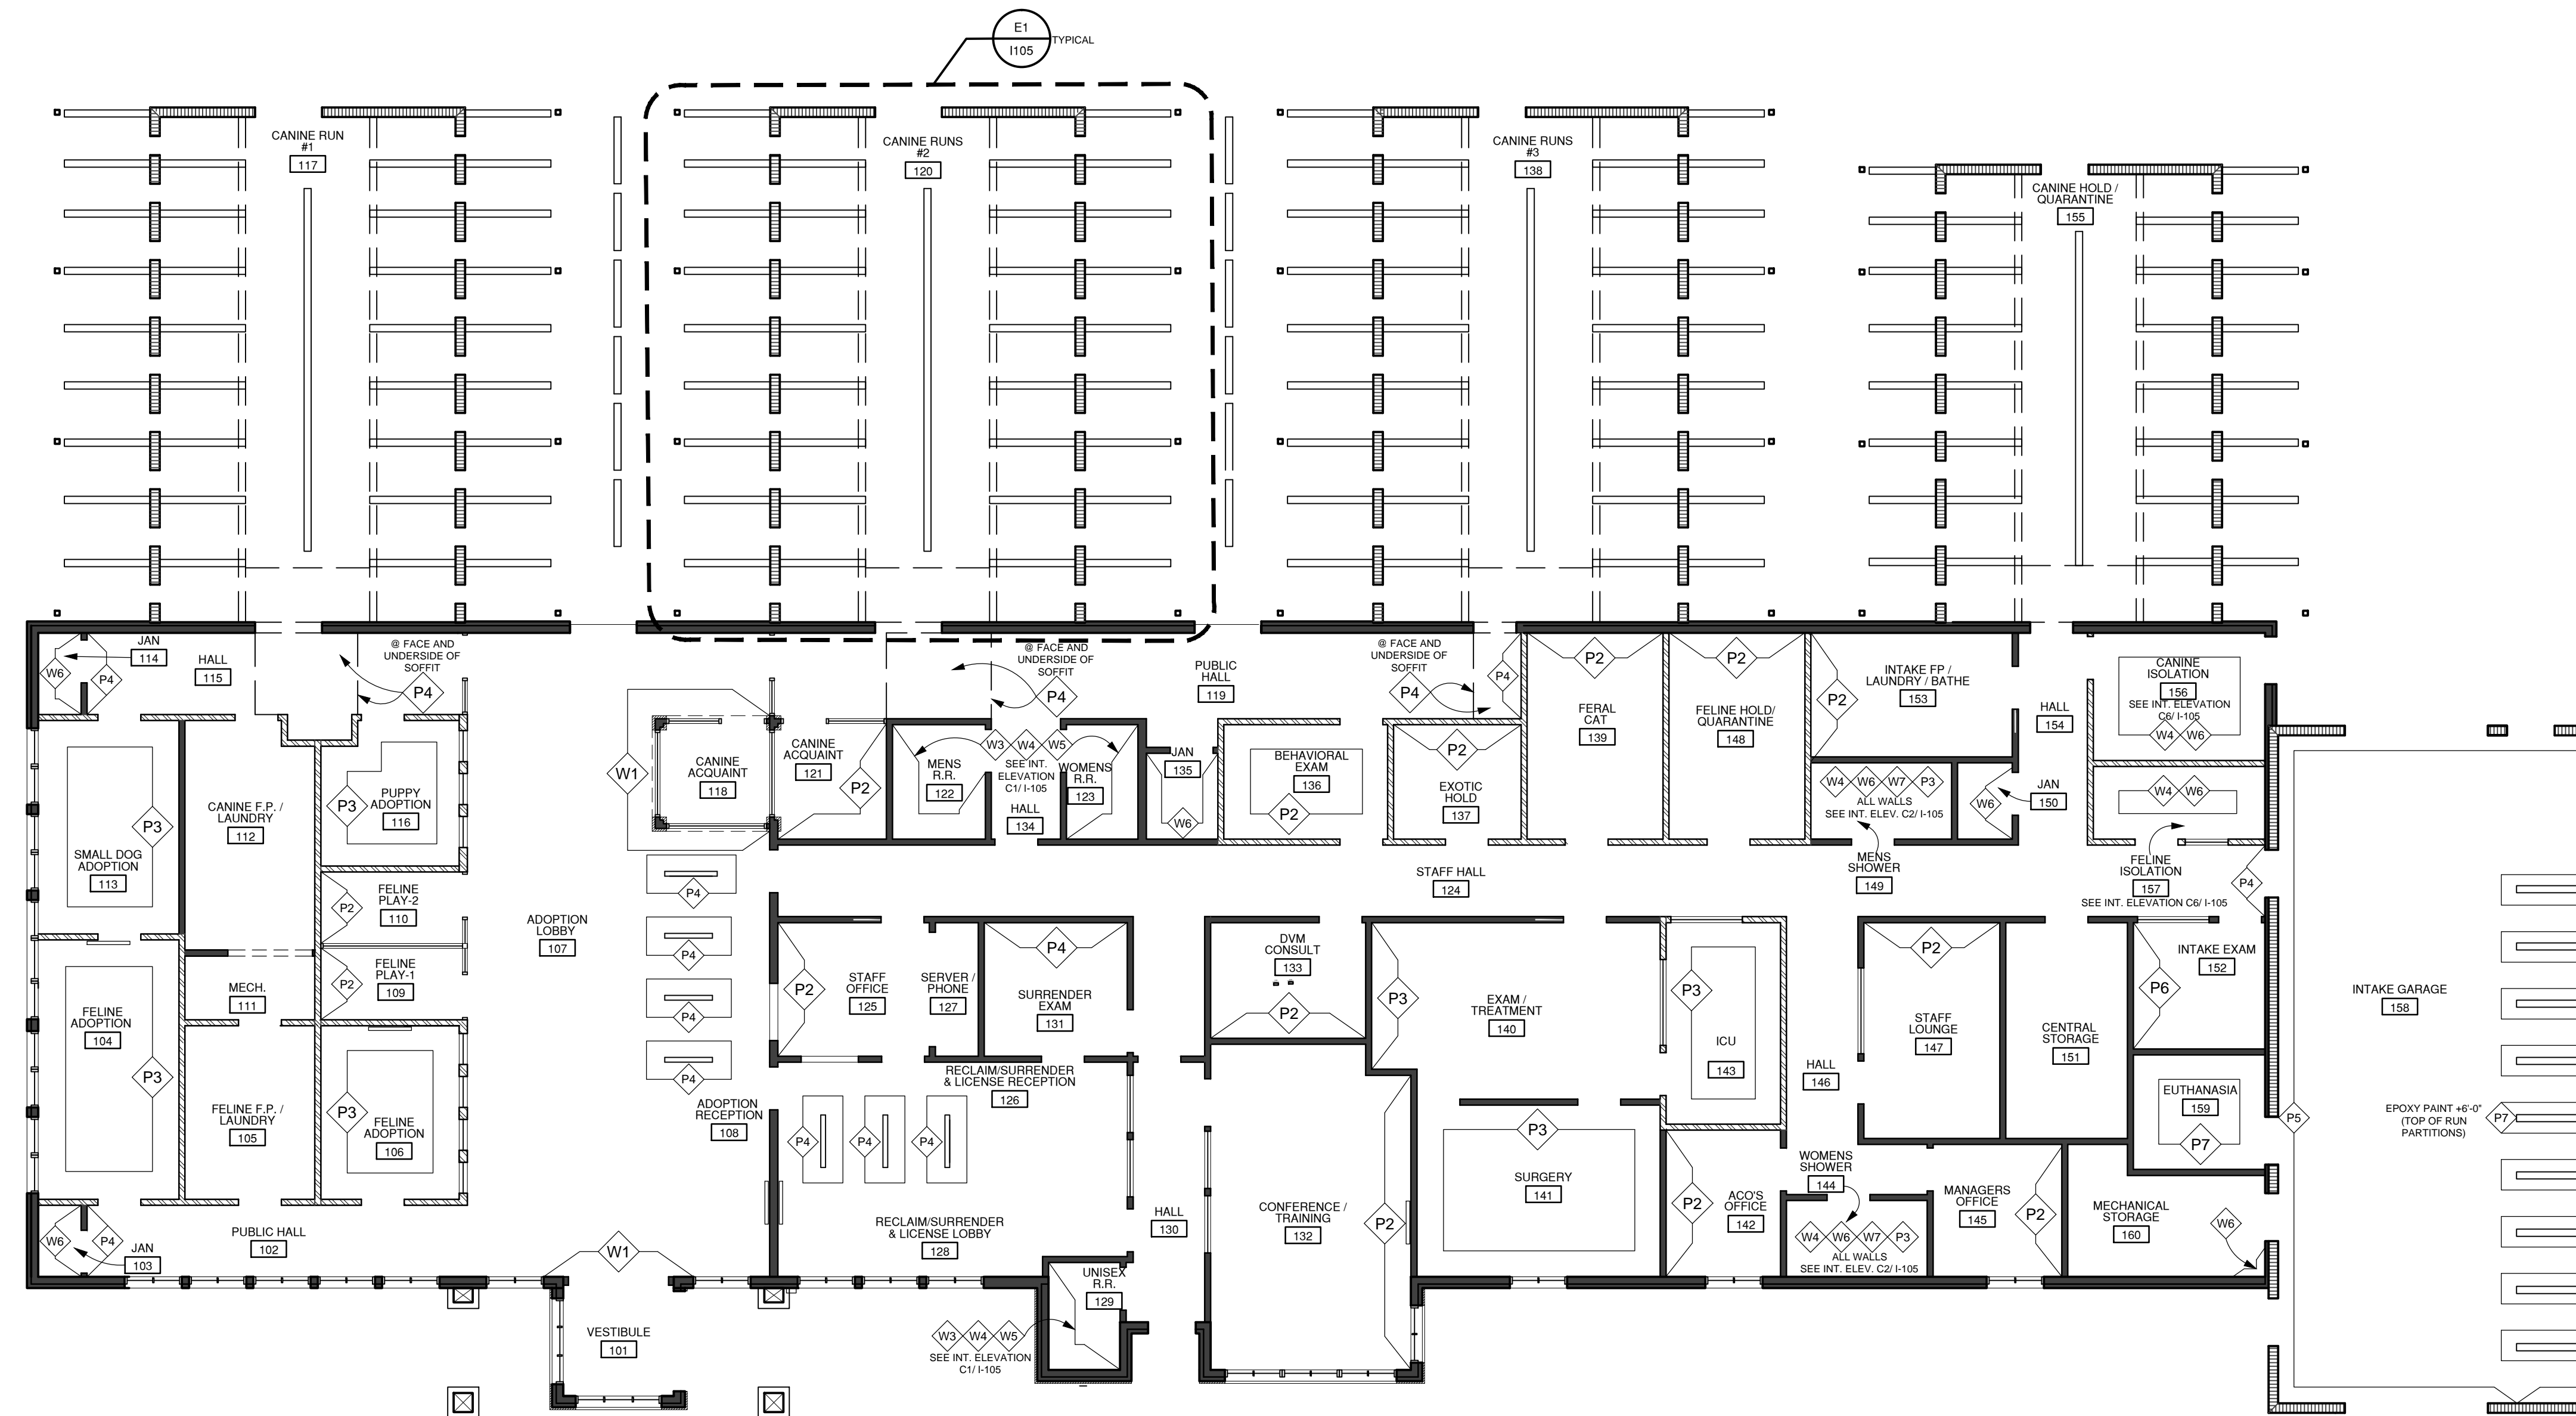 E1
I105
TYPICAL
CANINE RUN
#1
117
CANINE RUNS
#2
120
CANINE RUNS
#3
138
CANINE HOLD /
QUARANTINE
155
JAN
114
W6
P4
HALL
115
@ FACE AND
UNDERSIDE OF
SOFFIT
P4
@ FACE AND
UNDERSIDE OF
SOFFIT
P4
PUBLIC
HALL
119
@ FACE AND
UNDERSIDE OF
SOFFIT
P4
P4
P2
FERAL
CAT
139
P2
FELINE HOLD/
QUARANTINE
148
INTAKE FP /
LAUNDRY / BATHE
153
P2
HALL
154
CANINE
ISOLATION
156
SEE INT. ELEVATION
C6/ I-105
W4
W6
SMALL DOG
ADOPTION
113
P3
CANINE F.P. /
LAUNDRY
112
PUPPY
ADOPTION
116
P3
W1
CANINE
ACQUAINT
118
CANINE
ACQUAINT
121
P2
MENS
R.R.
122
W3
W4
W5
SEE INT.
ELEVATION
C1/ I-105
HALL
134
WOMENS
R.R.
123
JAN
135
W6
BEHAVIORAL
EXAM
136
P2
P2
EXOTIC
HOLD
137
W4
W6
W7
P3
ALL WALLS
SEE INT. ELEV. C2/ I-105
MENS
SHOWER
149
W6
JAN
150
W4
W6
FELINE
ISOLATION
157
SEE INT. ELEVATION C6/ I-105
P4
STAFF HALL
124
FELINE
PLAY-2
110
P2
FELINE
PLAY-1
109
P2
ADOPTION
LOBBY
107
P4
P4
P4
P4
MECH.
111
FELINE
ADOPTION
104
P3
FELINE F.P. /
LAUNDRY
105
P3
FELINE
ADOPTION
106
ADOPTION
RECEPTION
108
P2
STAFF
OFFICE
125
SERVER /
PHONE
127
P4
SURRENDER
EXAM
131
RECLAIM/SURRENDER
& LICENSE RECEPTION
126
P4
P4
P4
DVM
CONSULT
133
P2
P3
EXAM /
TREATMENT
140
P3
ICU
143
HALL
146
P2
STAFF
LOUNGE
147
CENTRAL
STORAGE
151
INTAKE EXAM
152
P6
INTAKE GARAGE
158
EUTHANASIA
159
P7
P5
EPOXY PAINT +6'-0"
(TOP OF RUN
PARTITIONS)
P7
P3
SURGERY
141
P2
ACO'S
OFFICE
142
WOMENS
SHOWER
144
W4
W6
W7
P3
ALL WALLS
SEE INT. ELEV. C2/ I-105
MANAGERS
OFFICE
145
P2
MECHANICAL
STORAGE
160
W6
CONFERENCE /
TRAINING
132
P2
HALL
130
RECLAIM/SURRENDER
& LICENSE LOBBY
128
UNISEX
R.R.
129
W3
W4
W5
SEE INT. ELEVATION
C1/ I-105
W1
VESTIBULE
101
PUBLIC HALL
102
W6
P4
JAN
103